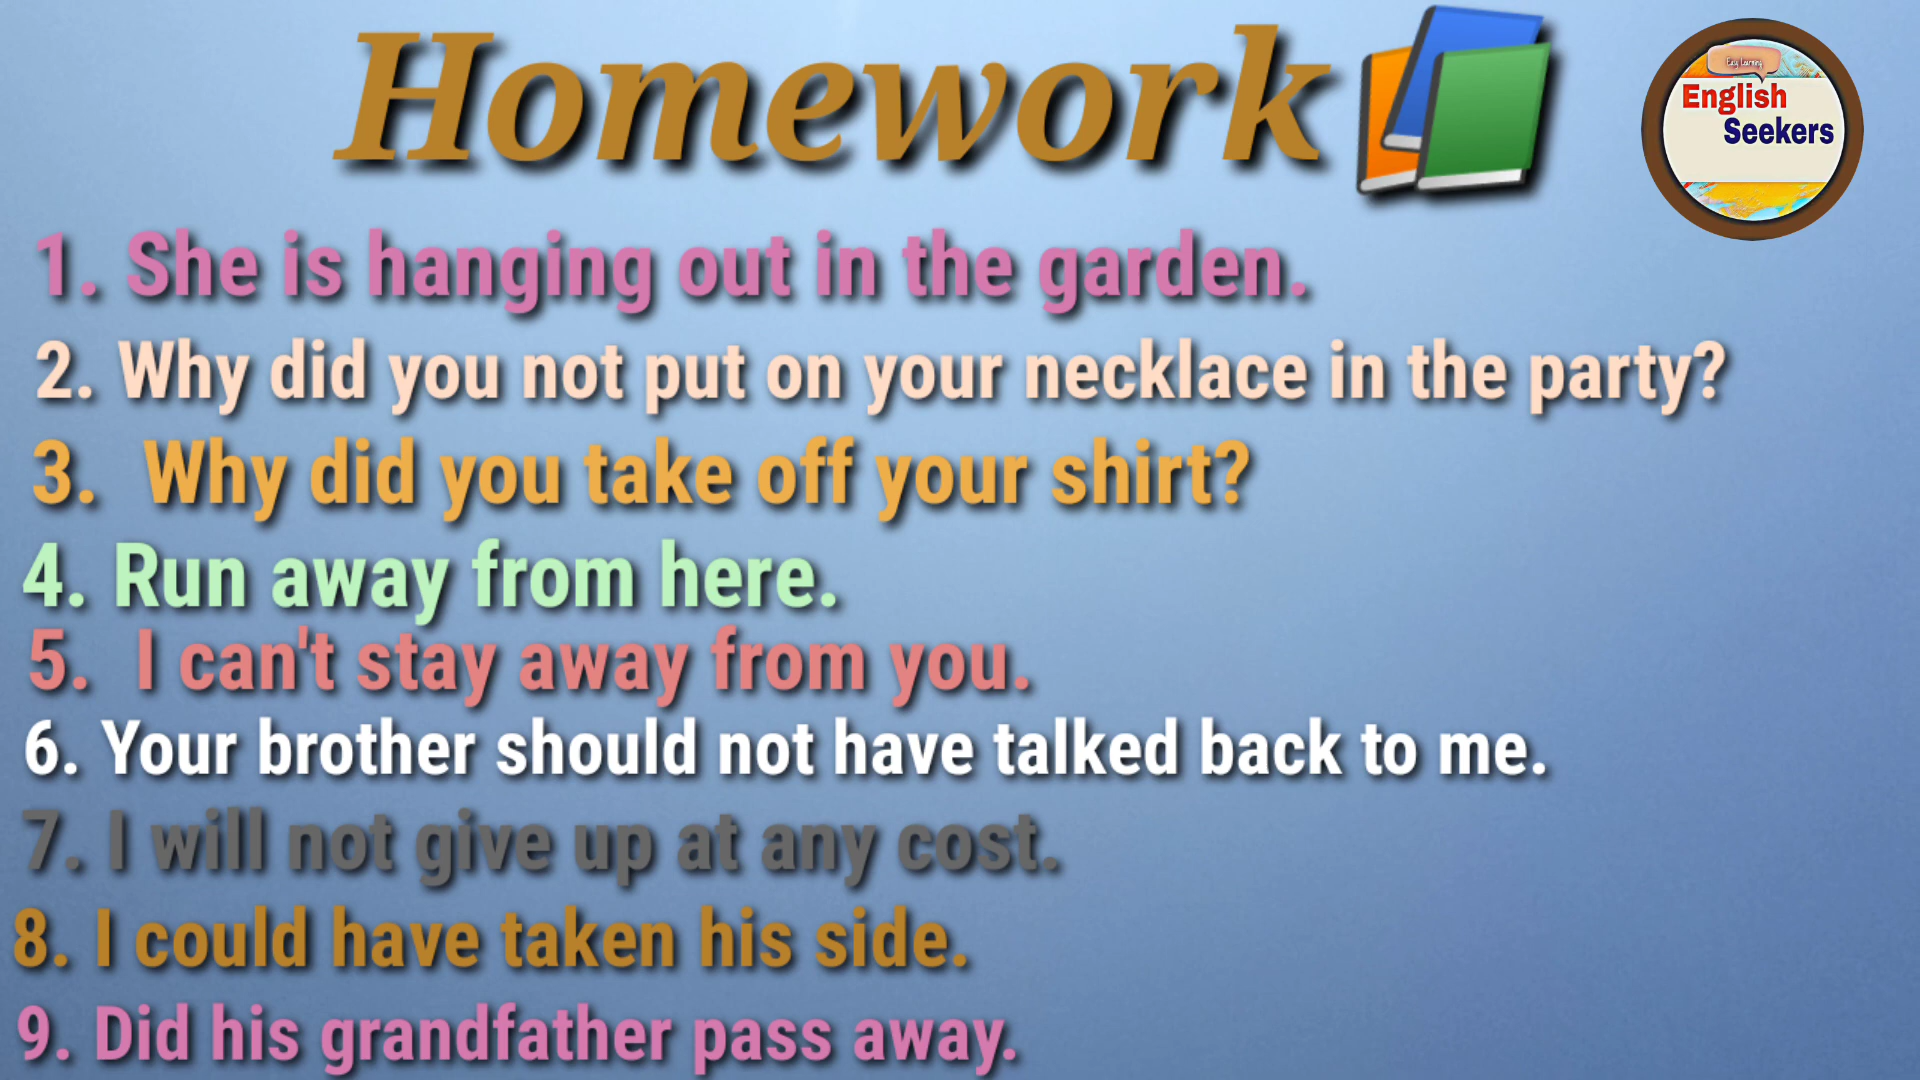 Homework
Easy Learning
English
Seekers
1. She is hanging out in the garden.
2. Why did you not put on your necklace in the party?
3. Why did you take off your shirt?
4. Run away from here.
5. I can't stay away from you.
6. Your brother should not have talked back to me.
7. I will not give up at any cost.
8. I could have taken his side.
9. Did his grandfather pass away.